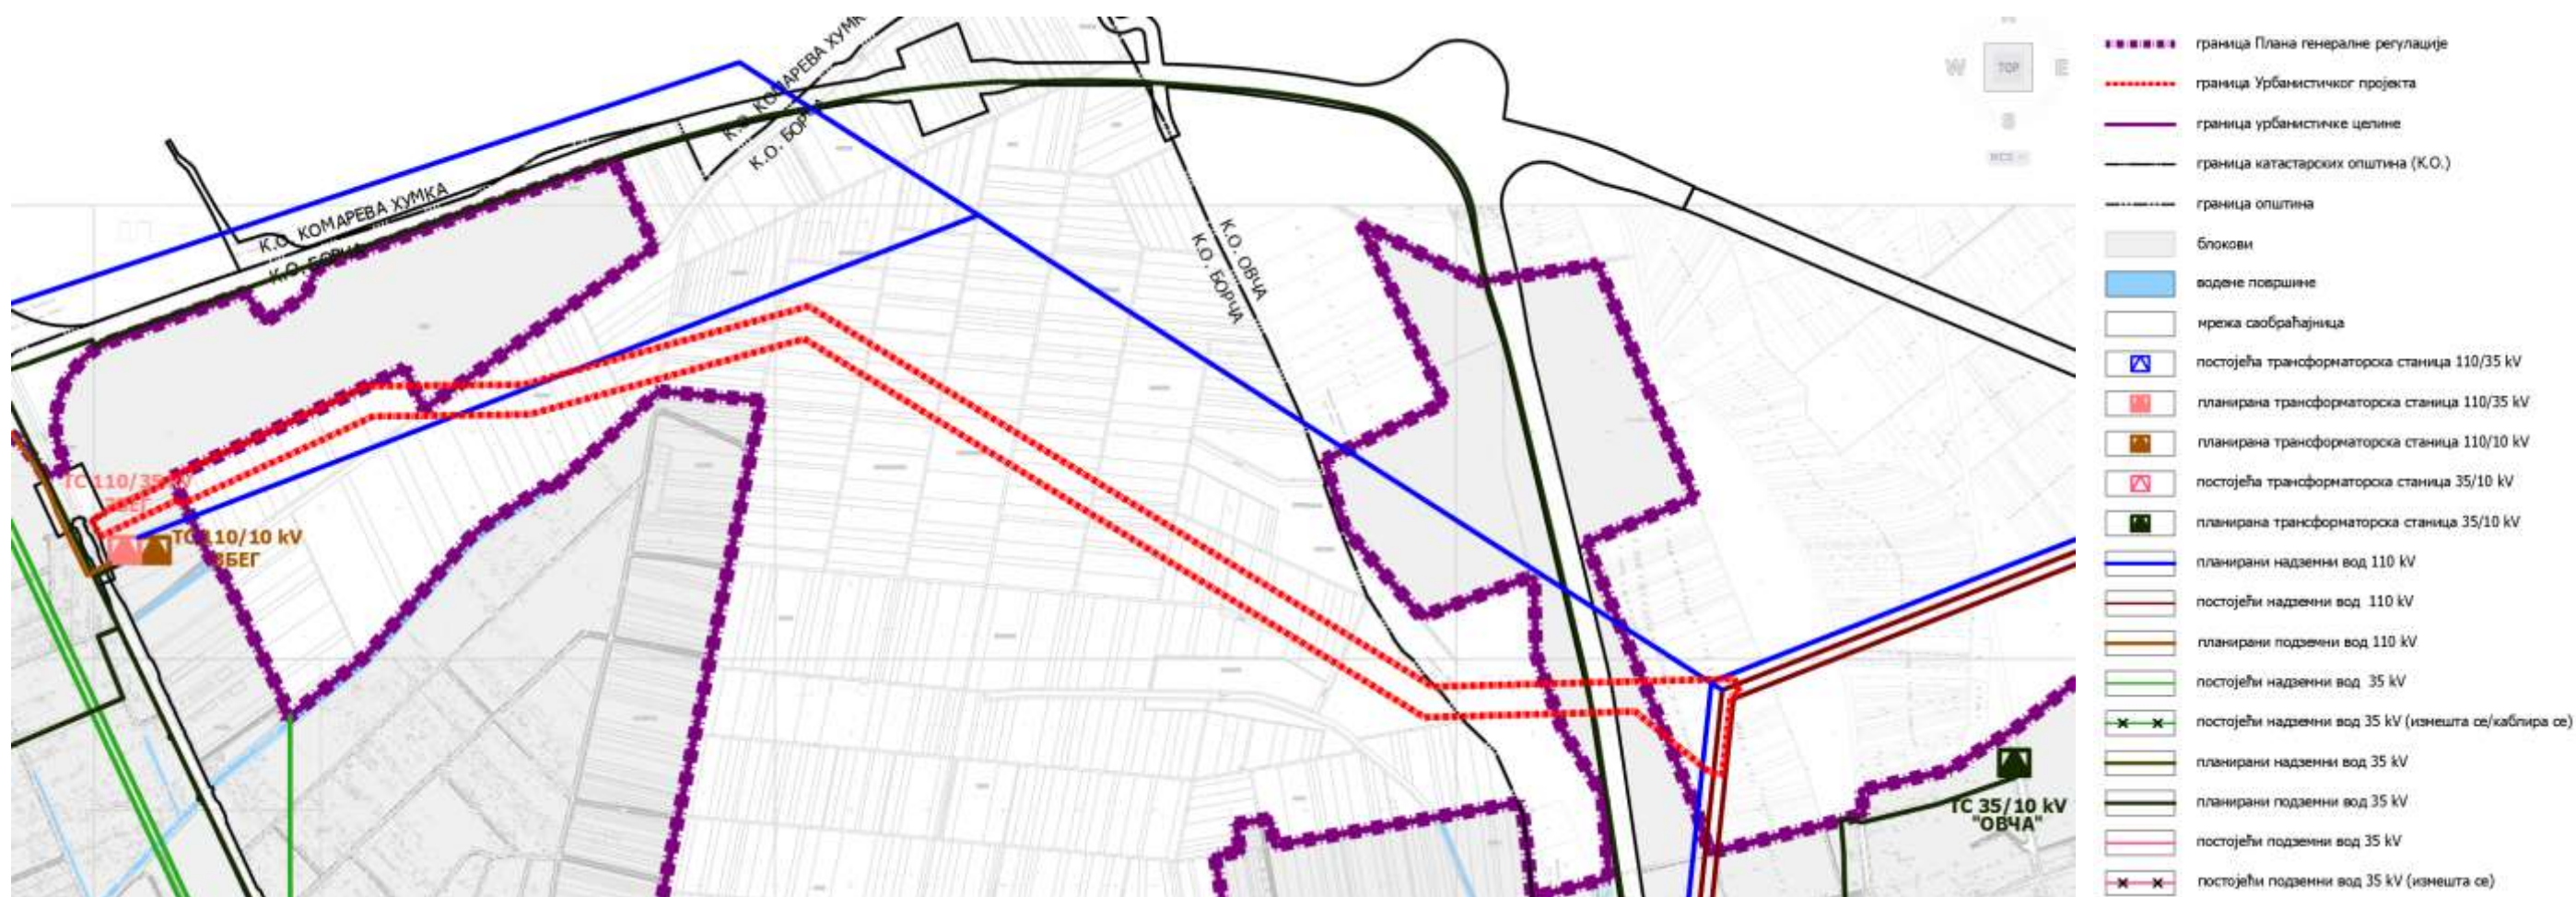 К.О. КОМАРЕВА ХУМКА
К.О. БОРЧА
К.О. КОМАРЕВА ХУМКА
К.О. БОРЧА
К.О. ОВЧА
К.О. БОРЧА
ТС 110/35 kV
ЗБЕГ
ТС 110/10 kV
ЗБЕГ
ТС 35/10 kV
"ОВЧА"
W
TOP
E
S
граница Плана генералне регулације
граница Урбанистичког пројекта
граница урбанистичке целине
граница катастарских општина (К.О.)
граница општина
блокови
водене површине
мрежа саобраћајница
постојећа трансформаторска станица 110/35 kV
планирана трансформаторска станица 110/35 kV
планирана трансформаторска станица 110/10 kV
постојећа трансформаторска станица 35/10 kV
планирана трансформаторска станица 35/10 kV
планирани надземни вод 110 kV
постојећи надземни вод 110 kV
планирани подземни вод 110 kV
постојећи надземни вод 35 kV
постојећи надземни вод 35 kV (измешта се/каблира се)
планирани надземни вод 35 kV
планирани подземни вод 35 kV
постојећи подземни вод 35 kV
постојећи подземни вод 35 kV (измешта се)